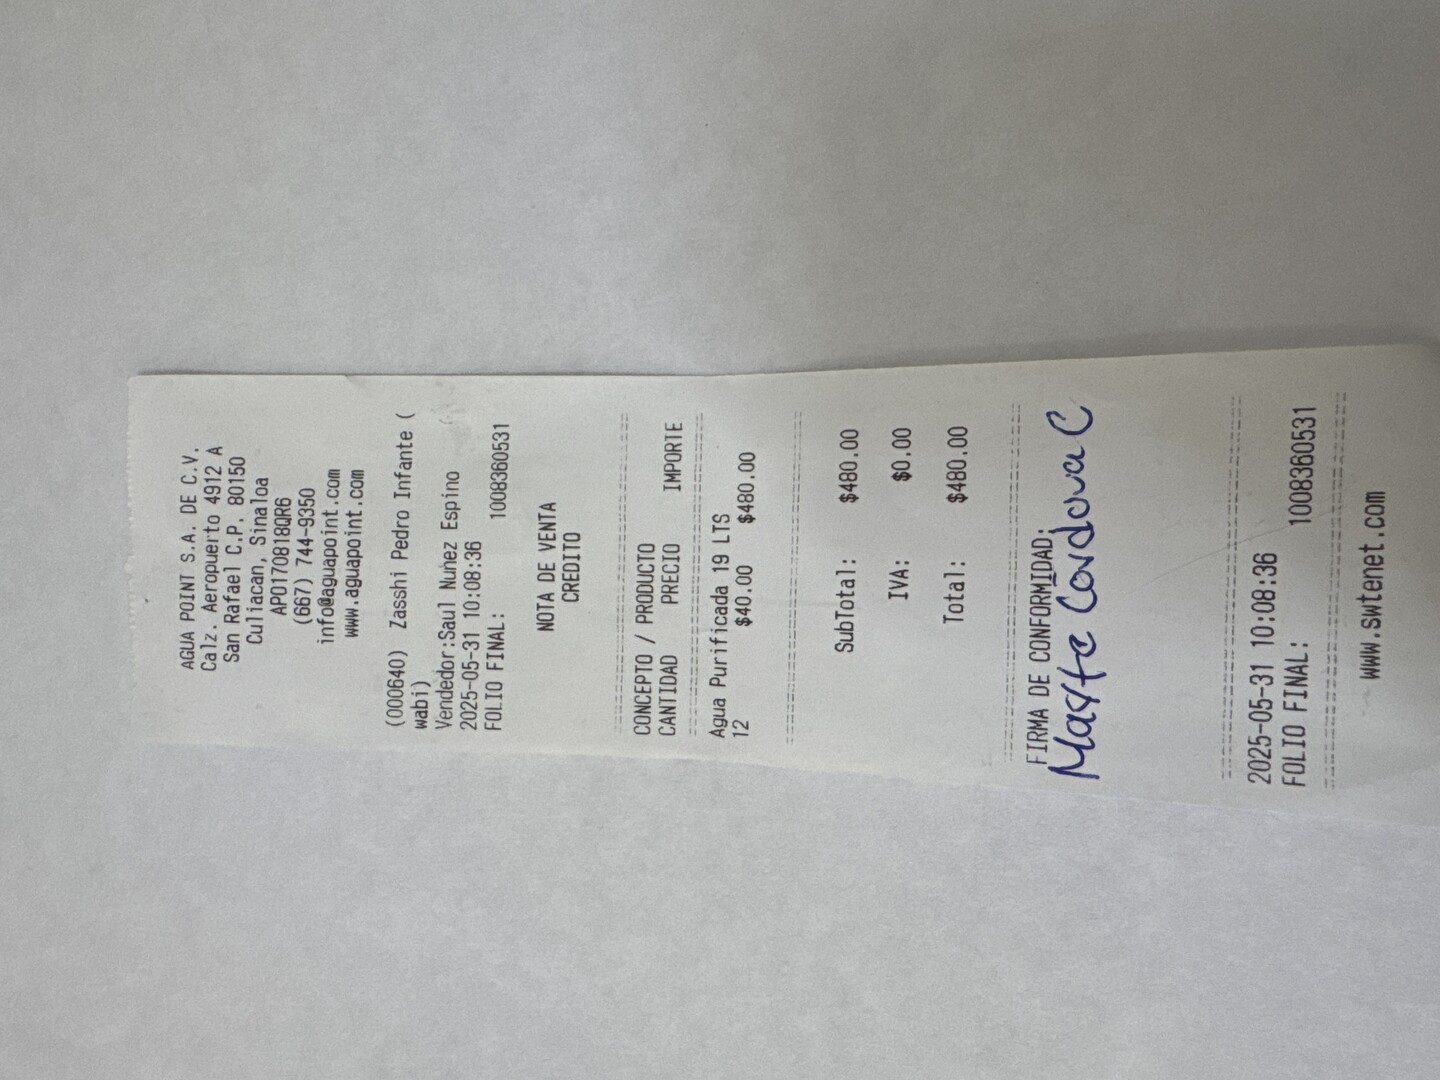 AGUA POINT S.A. DE C.V.
Calz. Aeropuerto 4912 A
San Rafael C.P. 80150
Culiacan, Sinaloa
APO170818QR6
(667) 744-9350
info@aguapoint.com
www.aguapoint.com
(000640) Zasshi Pedro Infante (
wabi)
Vendedor:Saul Nuñez Espino
2025-05-31 10:08:36
FOLIO FINAL: 1008360531
NOTA DE VENTA
CREDITO
CONCEPTO / PRODUCTO
CANTIDAD PRECIO IMPORTE
Agua Purificada 19 LTS
12 $40.00 $480.00
SubTotal: $480.00
IVA: $0.00
Total: $480.00
FIRMA DE CONFORMIDAD:
Mayte Cordova C
2025-05-31 10:08:36
FOLIO FINAL: 1008360531
www.swtenet.com